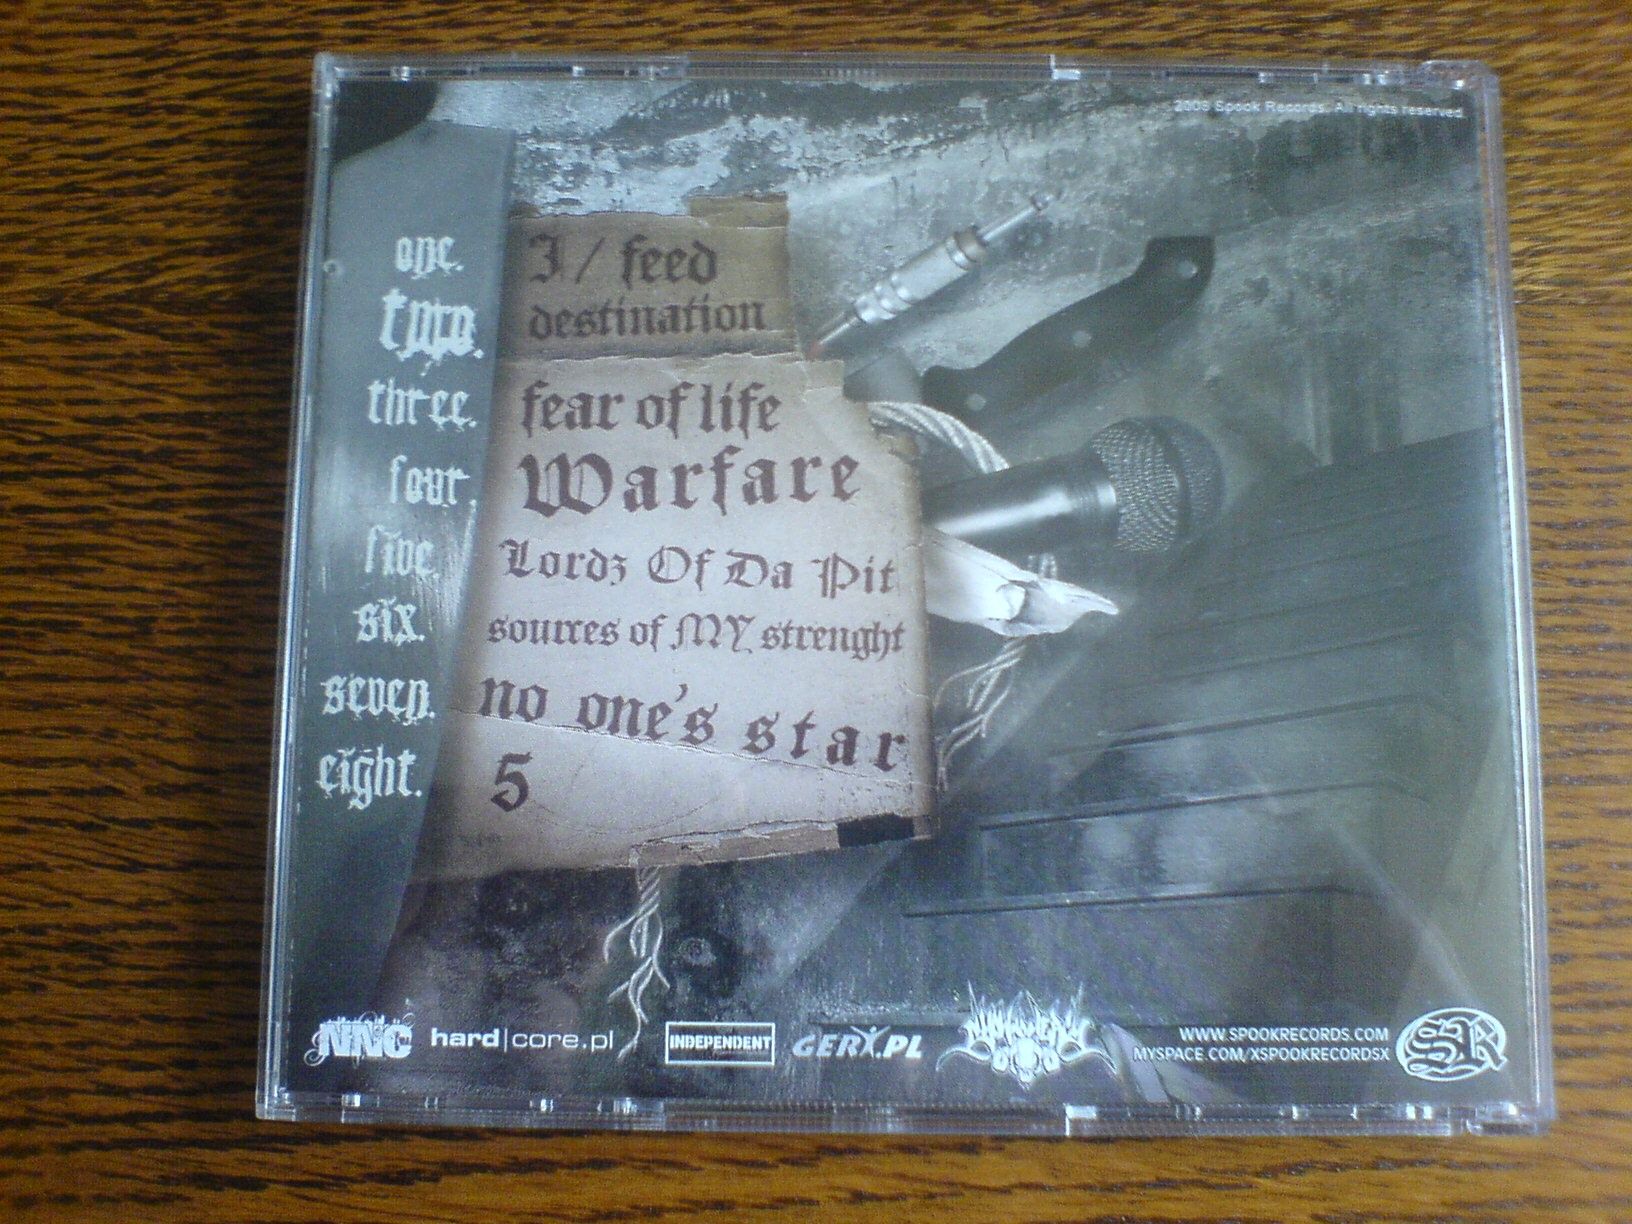 2008 Spook Records. All rights reserved
one. I / feed
two. destination
three. fear of life
four. Warfare
five. Lordz Of Da Pit
six. sources of MY strenght
seven. no one's star
eight. 5
NNC
hard|core.pl
INDEPENDENT
GERX.PL
WWW.SPOOKRECORDS.COM
MYSPACE.COM/XSPOOKRECORDSX
SR